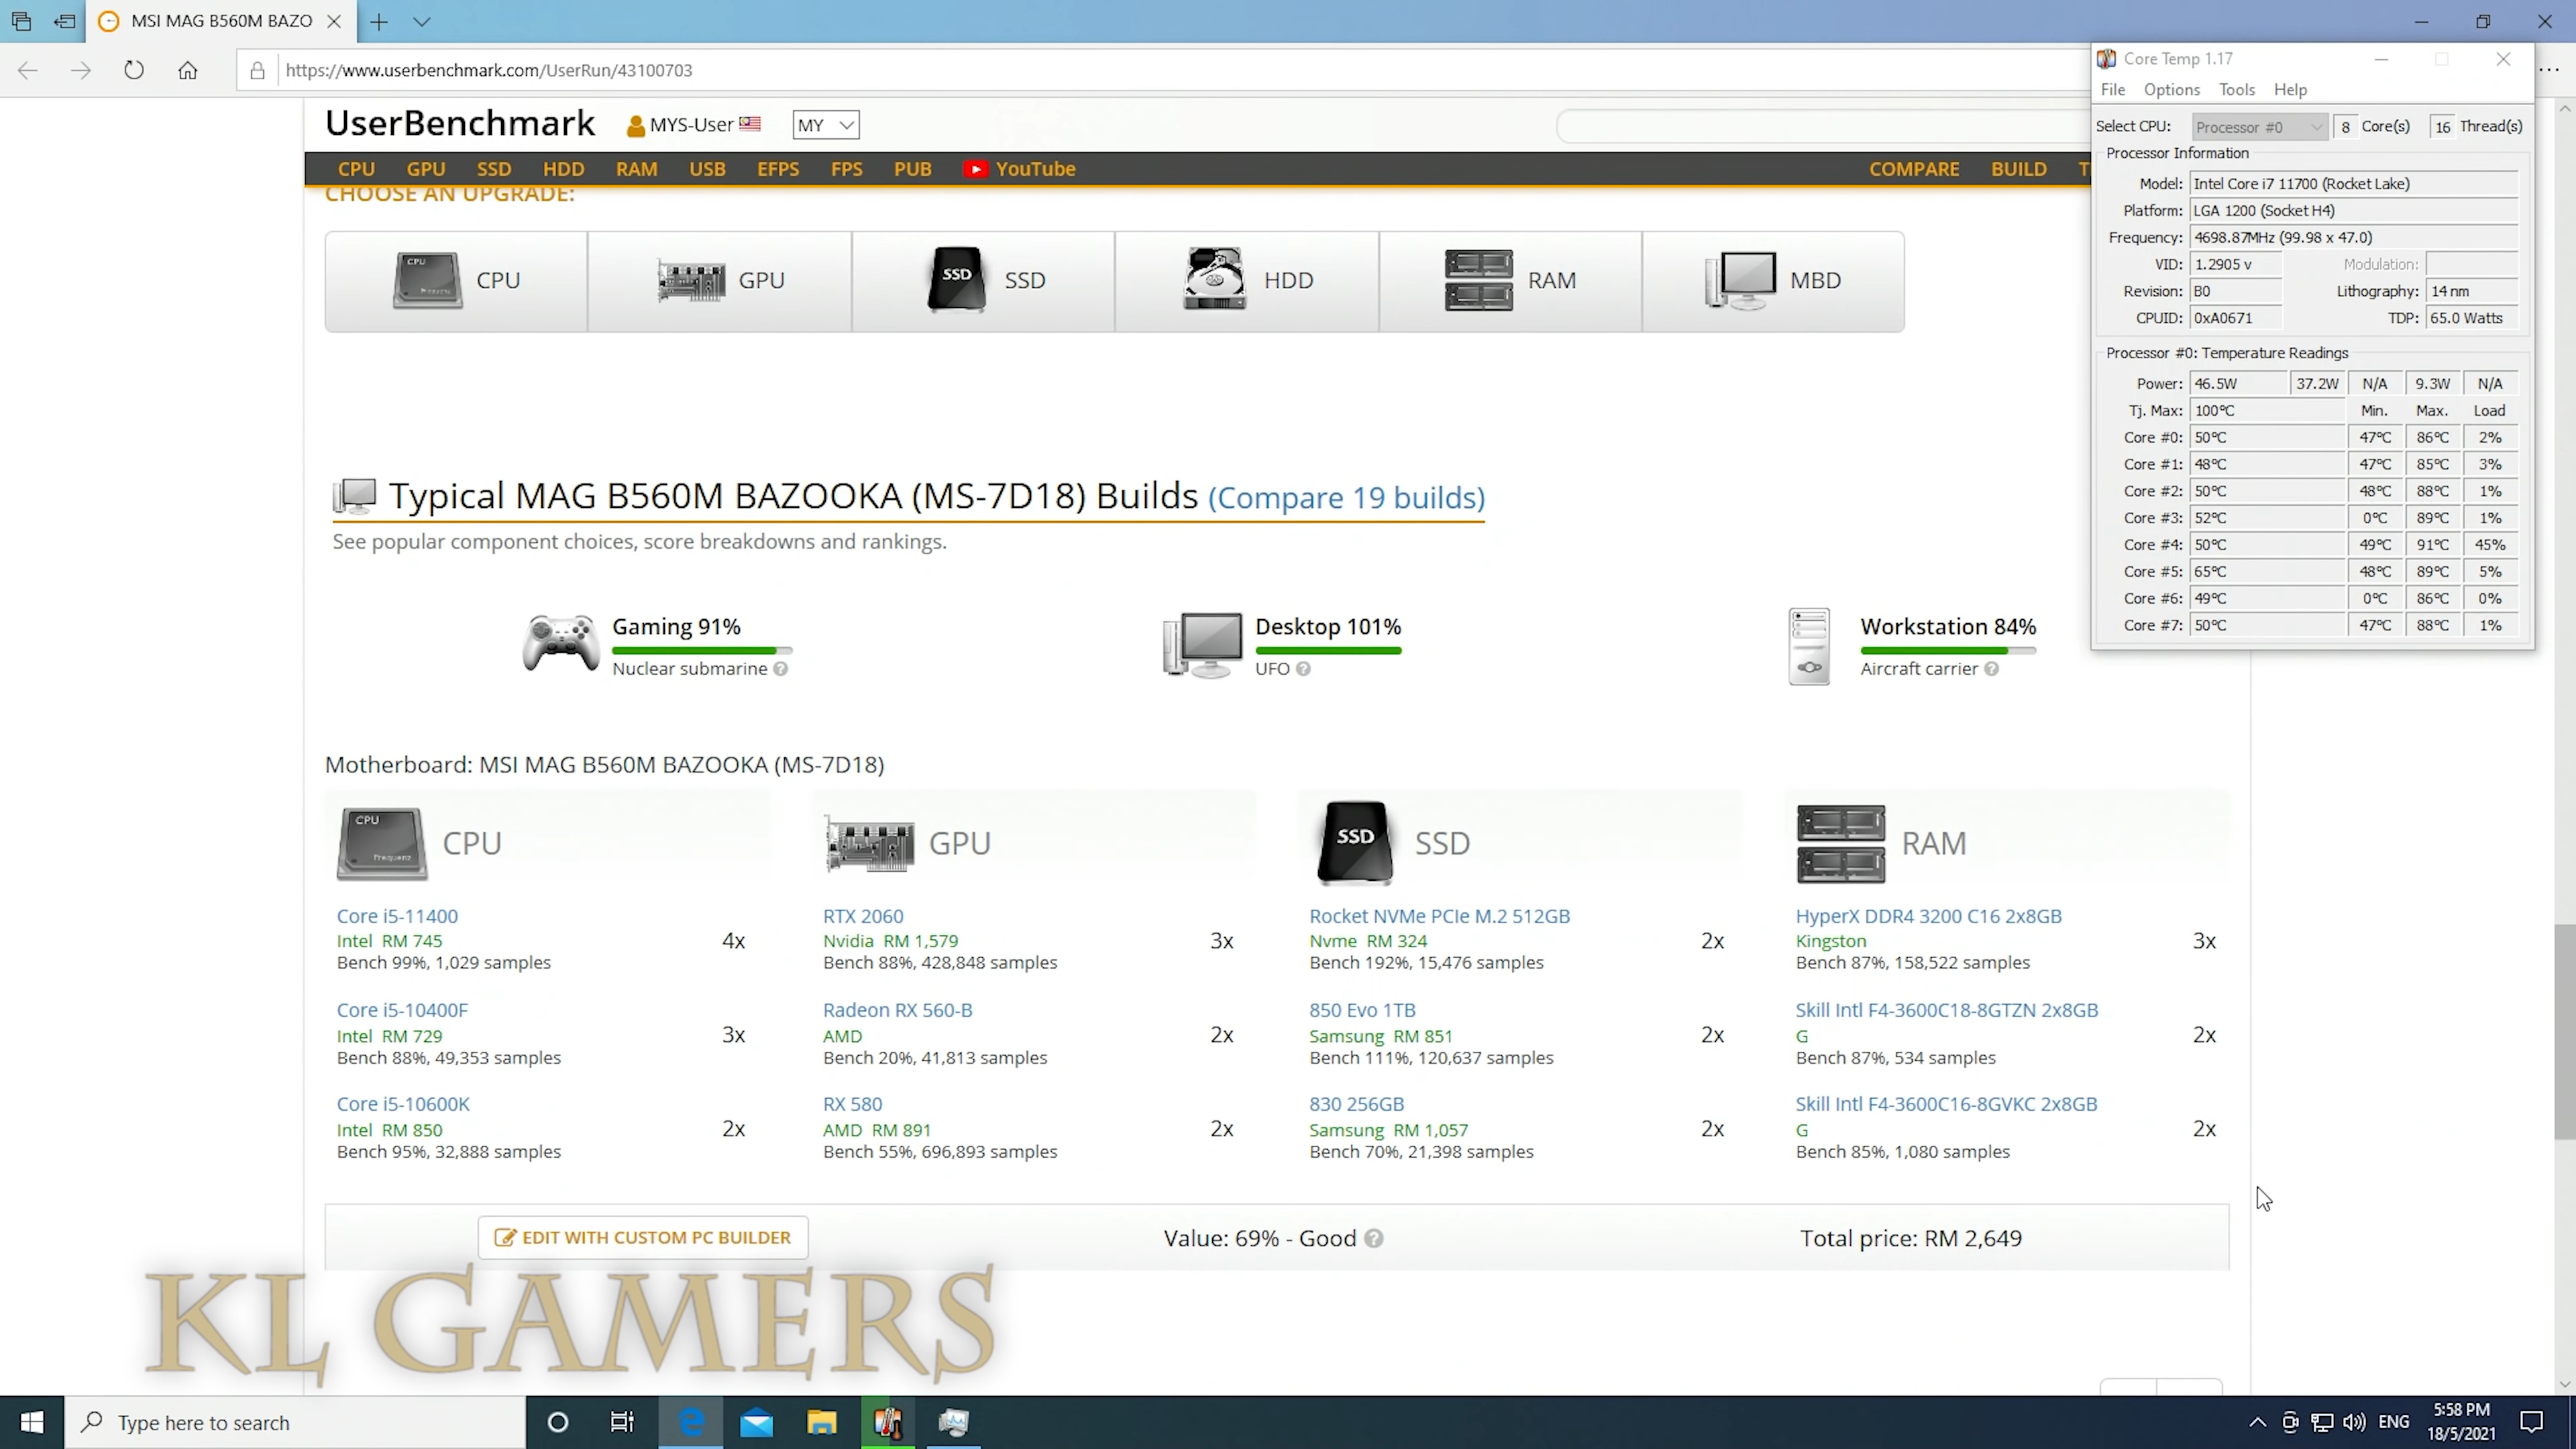 MSI MAG B560M BAZO
https://www.userbenchmark.com/UserRun/43100703
UserBenchmark
MYS-User
MY
CPU GPU SSD HDD RAM USB EFPS FPS PUB YouTube
COMPARE BUILD
CHOOSE AN UPGRADE:
CPU GPU SSD HDD RAM MBD
Typical MAG B560M BAZOOKA (MS-7D18) Builds (Compare 19 builds)
See popular component choices, score breakdowns and rankings.
Gaming 91%
Nuclear submarine
Desktop 101%
UFO
Workstation 84%
Aircraft carrier
Motherboard: MSI MAG B560M BAZOOKA (MS-7D18)
CPU
Core i5-11400
Intel RM 745
4x
Bench 99%, 1,029 samples
Core i5-10400F
Intel RM 729
3x
Bench 88%, 49,353 samples
Core i5-10600K
Intel RM 850
2x
Bench 95%, 32,888 samples
GPU
RTX 2060
Nvidia RM 1,579
3x
Bench 88%, 428,848 samples
Radeon RX 560-B
AMD
2x
Bench 20%, 41,813 samples
RX 580
AMD RM 891
2x
Bench 55%, 696,893 samples
SSD
SSD
Rocket NVMe PCIe M.2 512GB
Nvme RM 324
2x
Bench 192%, 15,476 samples
850 Evo 1TB
Samsung RM 851
2x
Bench 111%, 120,637 samples
830 256GB
Samsung RM 1,057
2x
Bench 70%, 21,398 samples
RAM
HyperX DDR4 3200 C16 2x8GB
Kingston
3x
Bench 87%, 158,522 samples
Skill Intl F4-3600C18-8GTZN 2x8GB
G
2x
Bench 87%, 534 samples
Skill Intl F4-3600C16-8GVKC 2x8GB
G
2x
Bench 85%, 1,080 samples
EDIT WITH CUSTOM PC BUILDER
Value: 69% - Good
Total price: RM 2,649
KL GAMERS
Core Temp 1.17
File Options Tools Help
Select CPU: Processor #0 8 Core(s) 16 Thread(s)
Processor Information
Model: Intel Core i7 11700 (Rocket Lake)
Platform: LGA 1200 (Socket H4)
Frequency: 4698.87MHz (99.98 x 47.0)
VID: 1.2905 v Modulation:
Revision: B0 Lithography: 14 nm
CPUID: 0xA0671 TDP: 65.0 Watts
Processor #0: Temperature Readings
Power: 46.5W 37.2W N/A 9.3W N/A
Tj. Max: 100°C Min. Max. Load
Core #0: 50°C 47°C 86°C 2%
Core #1: 48°C 47°C 85°C 3%
Core #2: 50°C 48°C 88°C 1%
Core #3: 52°C 0°C 89°C 1%
Core #4: 50°C 49°C 91°C 45%
Core #5: 65°C 48°C 89°C 5%
Core #6: 49°C 0°C 86°C 0%
Core #7: 50°C 47°C 88°C 1%
Type here to search
ENG
5:58 PM
18/5/2021